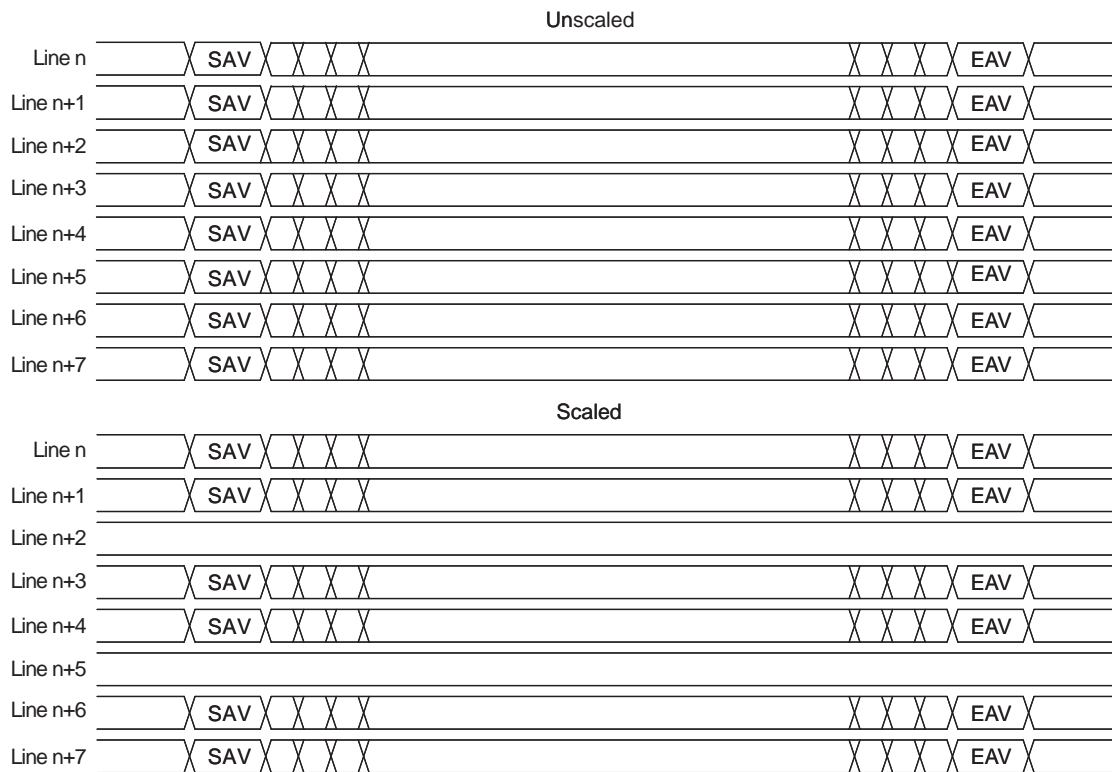 Unscaled
Line n SAV EAV
Line n+1 SAV EAV
Line n+2 SAV EAV
Line n+3 SAV EAV
Line n+4 SAV EAV
Line n+5 SAV EAV
Line n+6 SAV EAV
Line n+7 SAV EAV
Scaled
Line n SAV EAV
Line n+1 SAV EAV
Line n+2
Line n+3 SAV EAV
Line n+4 SAV EAV
Line n+5
Line n+6 SAV EAV
Line n+7 SAV EAV